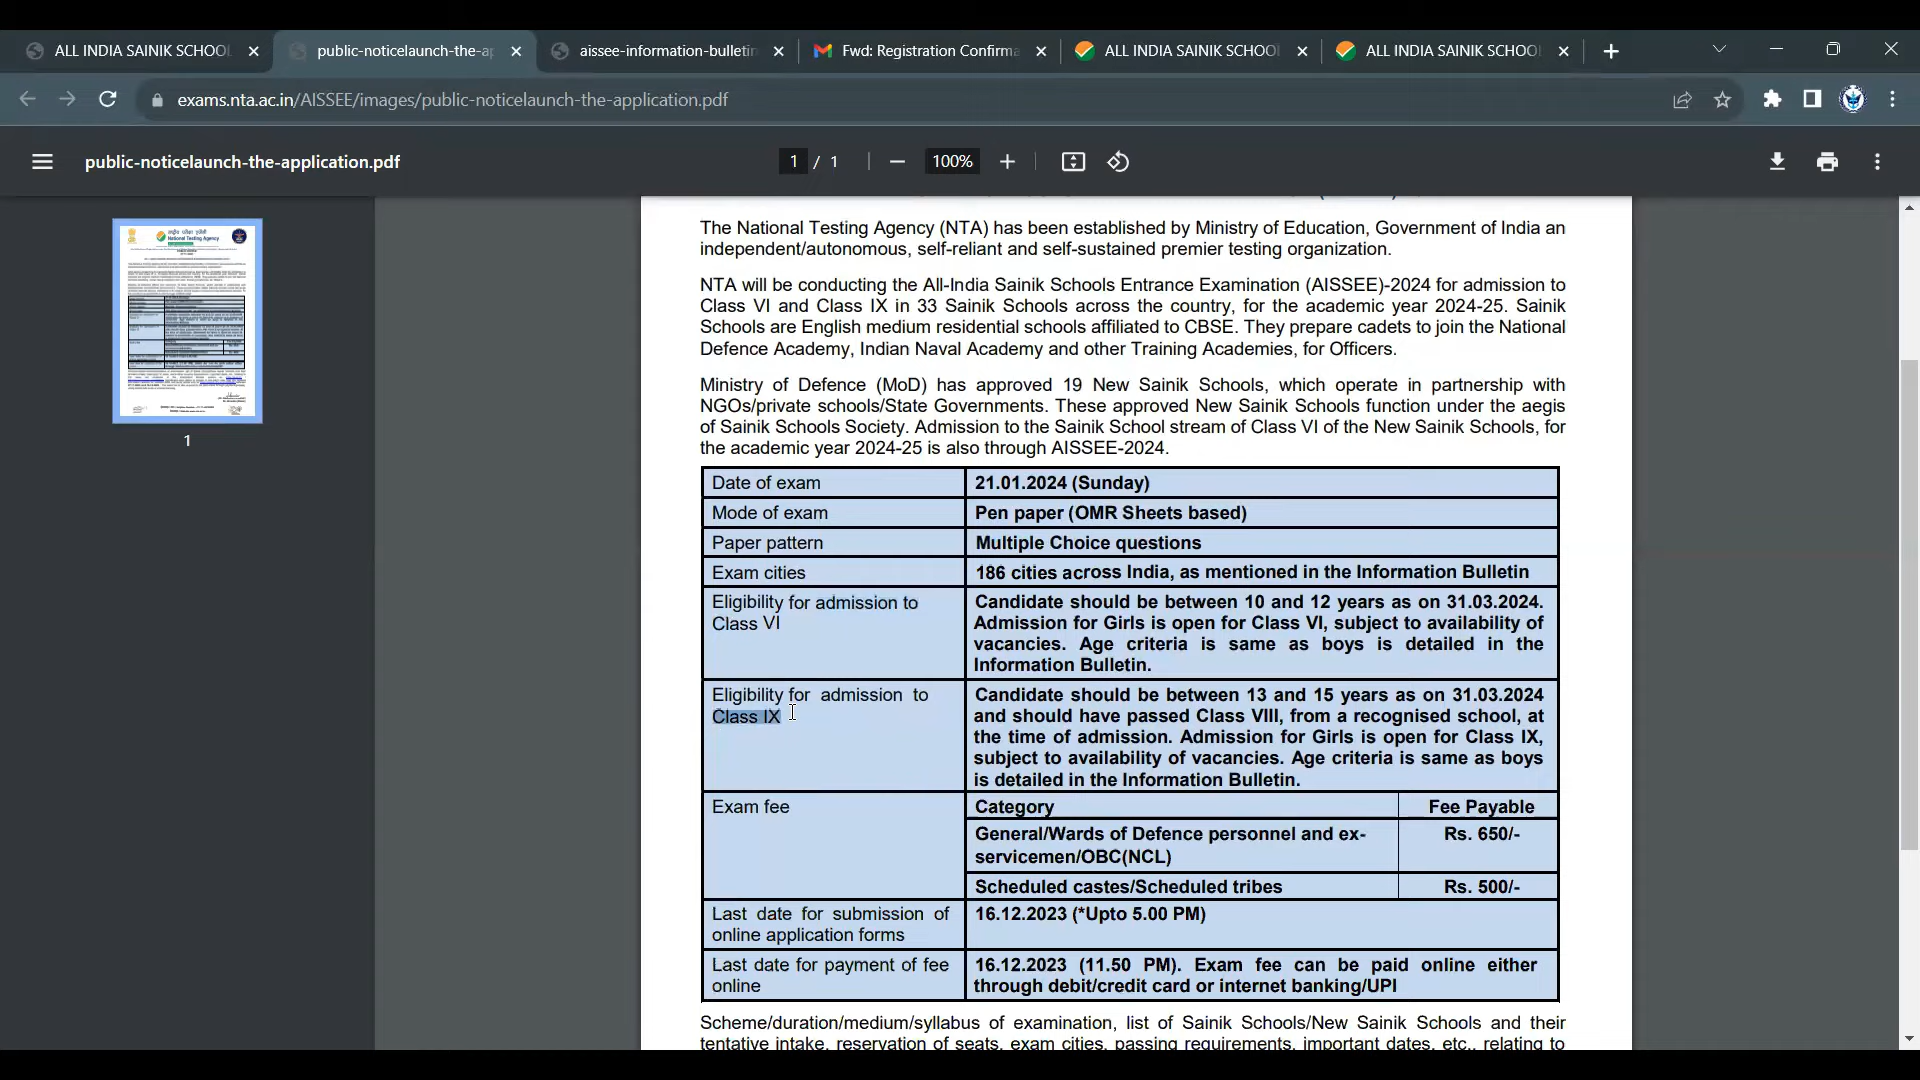 ALL INDIA SAINIK SCHOOL
public-noticelaunch-the-ap
aissee-information-bulletin
Fwd: Registration Confirma
ALL INDIA SAINIK SCHOOL
ALL INDIA SAINIK SCHOOL
exams.nta.ac.in/AISSEE/images/public-noticelaunch-the-application.pdf
public-noticelaunch-the-application.pdf
1 / 1
100%
1
The National Testing Agency (NTA) has been established by Ministry of Education, Government of India an
independent/autonomous, self-reliant and self-sustained premier testing organization.
NTA will be conducting the All-India Sainik Schools Entrance Examination (AISSEE)-2024 for admission to
Class VI and Class IX in 33 Sainik Schools across the country, for the academic year 2024-25. Sainik
Schools are English medium residential schools affiliated to CBSE. They prepare cadets to join the National
Defence Academy, Indian Naval Academy and other Training Academies, for Officers.
Ministry of Defence (MoD) has approved 19 New Sainik Schools, which operate in partnership with
NGOs/private schools/State Governments. These approved New Sainik Schools function under the aegis
of Sainik Schools Society. Admission to the Sainik School stream of Class VI of the New Sainik Schools, for
the academic year 2024-25 is also through AISSEE-2024.
Date of exam
21.01.2024 (Sunday)
Mode of exam
Pen paper (OMR Sheets based)
Paper pattern
Multiple Choice questions
Exam cities
186 cities across India, as mentioned in the Information Bulletin
Eligibility for admission to
Class VI
Candidate should be between 10 and 12 years as on 31.03.2024.
Admission for Girls is open for Class VI, subject to availability of
vacancies. Age criteria is same as boys is detailed in the
Information Bulletin.
Eligibility for admission to
Class IX
Candidate should be between 13 and 15 years as on 31.03.2024
and should have passed Class VIII, from a recognised school, at
the time of admission. Admission for Girls is open for Class IX,
subject to availability of vacancies. Age criteria is same as boys
is detailed in the Information Bulletin.
Exam fee
Category
Fee Payable
General/Wards of Defence personnel and ex-
servicemen/OBC(NCL)
Rs. 650/-
Scheduled castes/Scheduled tribes
Rs. 500/-
Last date for submission of
online application forms
16.12.2023 (*Upto 5.00 PM)
Last date for payment of fee
online
16.12.2023 (11.50 PM). Exam fee can be paid online either
through debit/credit card or internet banking/UPI
Scheme/duration/medium/syllabus of examination, list of Sainik Schools/New Sainik Schools and their
tentative intake, reservation of seats, exam cities, passing requirements, important dates, etc., relating to